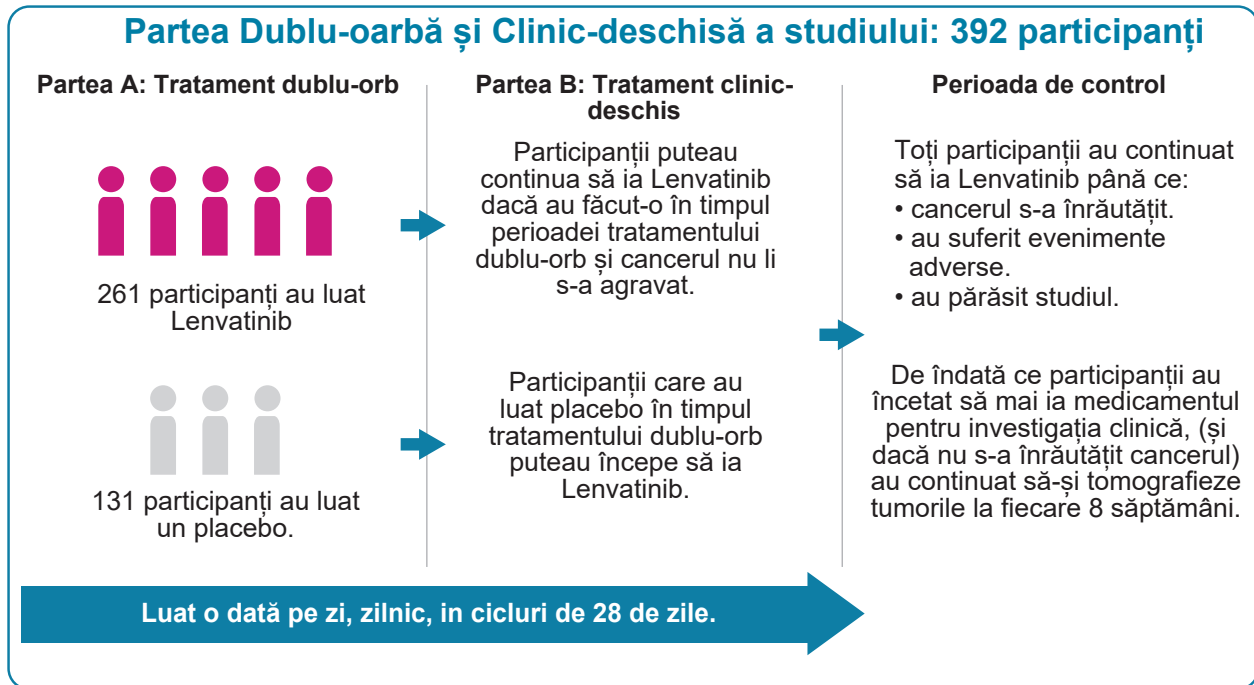 Partea Dublu-oarbă și Clinic-deschisă a studiului: 392 participanți
Partea A: Tratament dublu-orb
261 participanți au luat
Lenvatinib
131 participanți au luat
un placebo.
Partea B: Tratament clinic-
deschis
Participanții puteau
continua să ia Lenvatinib
dacă au făcut-o în timpul
perioadei tratamentului
dublu-orb și cancerul nu li
s-a agravat.
Participanții care au
luat placebo în timpul
tratamentului dublu-orb
puteau începe să ia
Lenvatinib.
Perioada de control
Toți participanții au continuat
să ia Lenvatinib până ce:
• cancerul s-a înrăutățit.
• au suferit evenimente
adverse.
• au părăsit studiul.
De îndată ce participanții au
încetat să mai ia medicamentul
pentru investigația clinică, (și
dacă nu s-a înrăutățit cancerul)
au continuat să-și tomografieze
tumorile la fiecare 8 săptămâni.
Luat o dată pe zi, zilnic, in cicluri de 28 de zile.